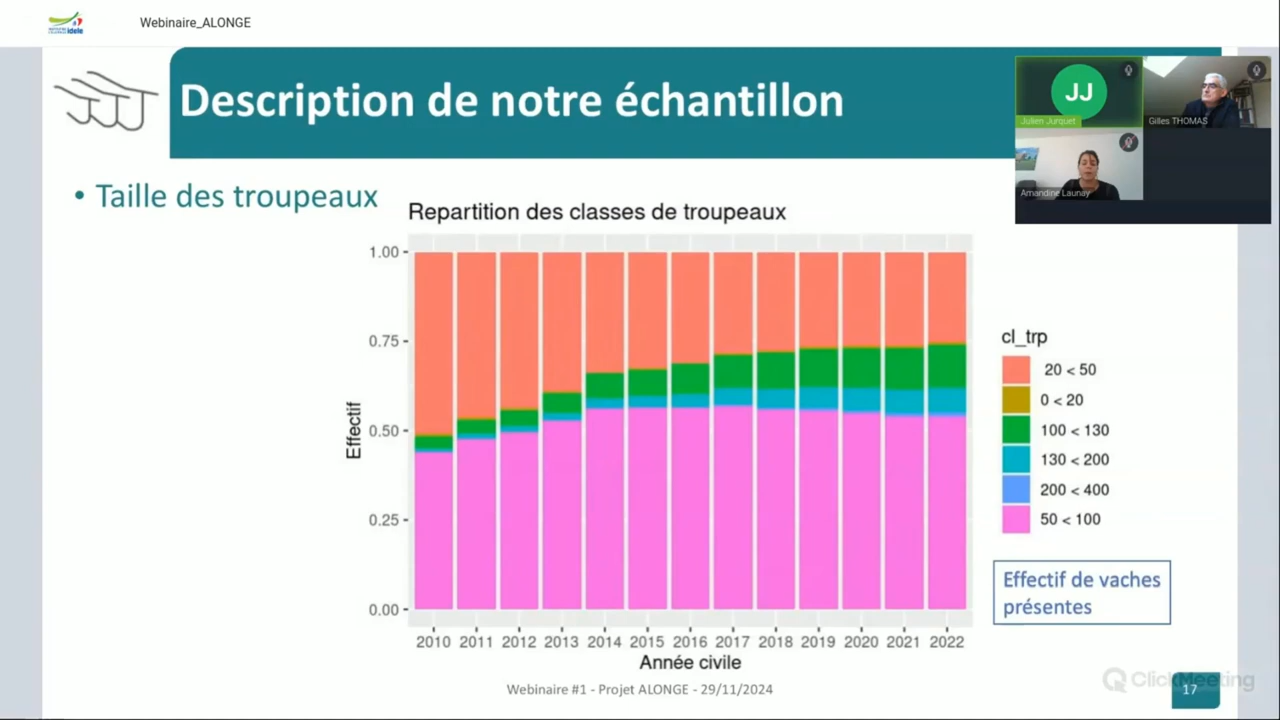 idele
Webinaire_ALONGE
Description de notre échantillon
JJ
Julien Jurquet
Gilles THOMAS
Amandine Launay
• Taille des troupeaux
Repartition des classes de troupeaux
1.00
0.75
0.50
0.25
0.00
Effectif
2010 2011 2012 2013 2014 2015 2016 2017 2018 2019 2020 2021 2022
Année civile
cl_trp
20 < 50
0 < 20
100 < 130
130 < 200
200 < 400
50 < 100
Effectif de vaches
présentes
Webinaire #1 - Projet ALONGE - 29/11/2024
ClickMeeting
17